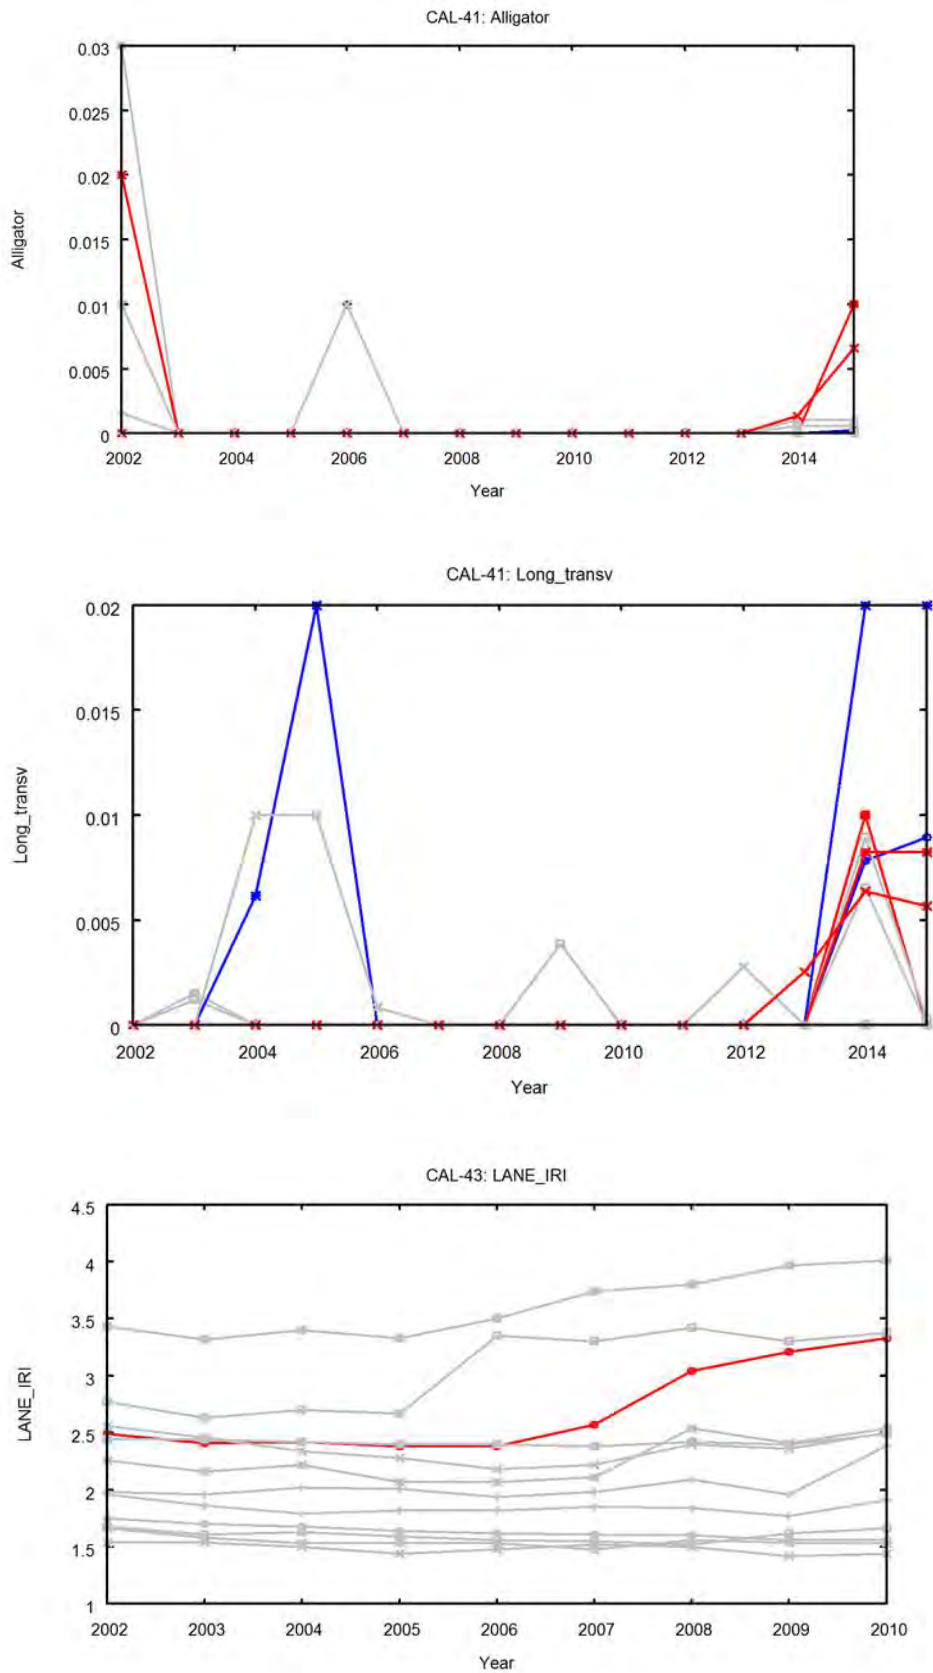 CAL-41: Alligator
0.03
0.025
0.02
0.015
0.01
0.005
0
Alligator
2002 2004 2006 2008 2010 2012 2014
Year
CAL-41: Long_transv
0.02
0.015
0.01
0.005
0
Long_transv
2002 2004 2006 2008 2010 2012 2014
Year
CAL-43: LANE_IRI
4.5
4
3.5
3
2.5
2
1.5
1
LANE_IRI
2002 2003 2004 2005 2006 2007 2008 2009 2010
Year